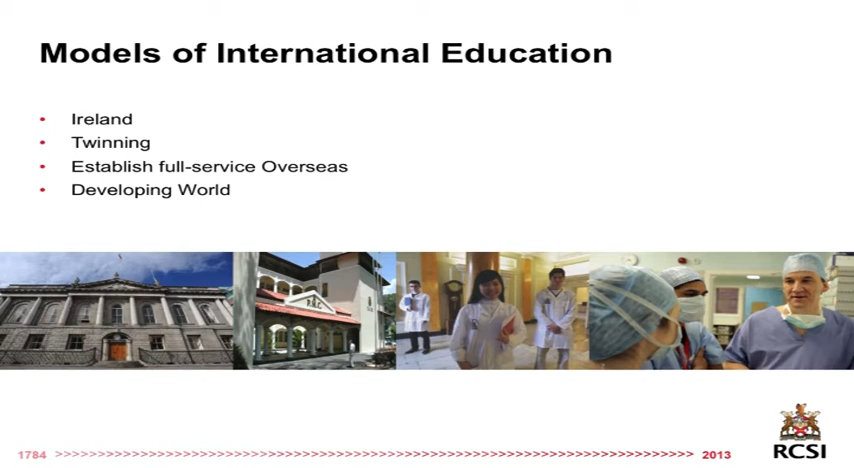 Models of International Education
• Ireland
• Twinning
• Establish full-service Overseas
• Developing World
1784 >>>>>>>>>>>>>>>>>>>>>>>>>>>>>>>>>>>>>>>>>>>>>>>>>>>>>>>>>>>>>>>>>>>>>>>>>> 2013
RCSI